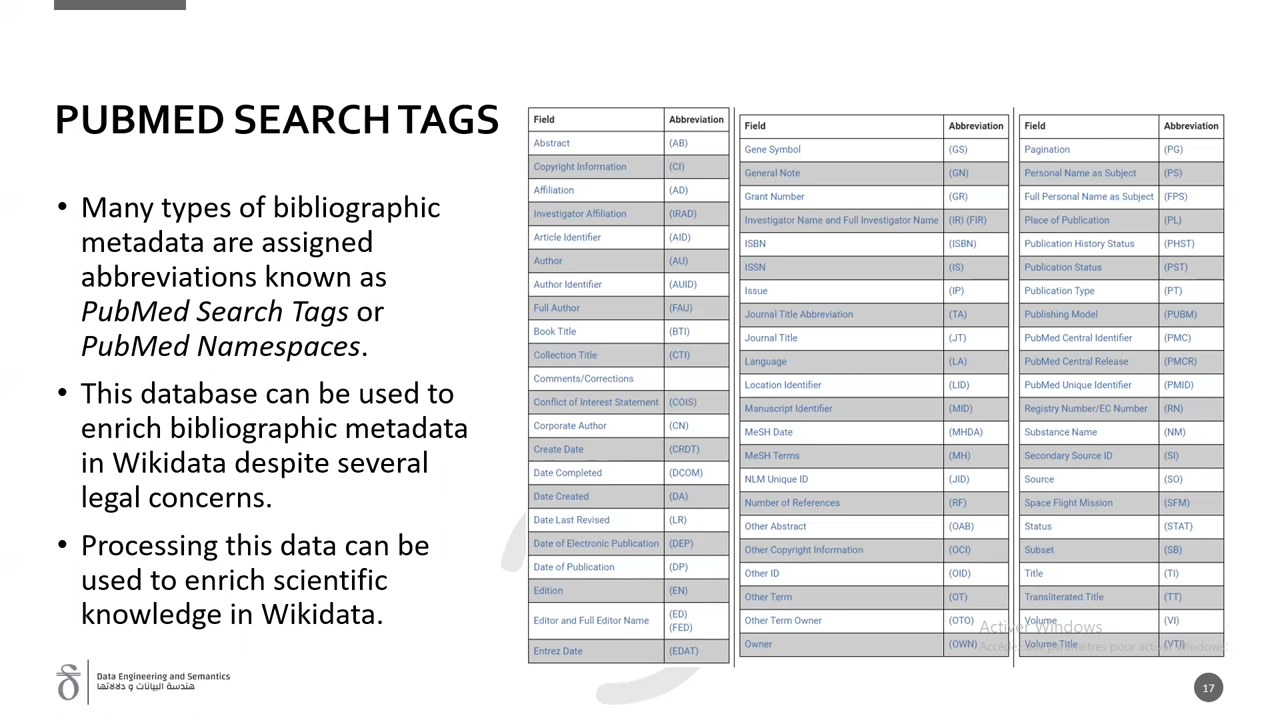 PUBMED SEARCH TAGS
• Many types of bibliographic
metadata are assigned
abbreviations known as
PubMed Search Tags or
PubMed Namespaces.
• This database can be used to
enrich bibliographic metadata
in Wikidata despite several
legal concerns.
• Processing this data can be
used to enrich scientific
knowledge in Wikidata.
Field Abbreviation
Abstract (AB)
Copyright Information (CI)
Affiliation (AD)
Investigator Affiliation (IRAD)
Article Identifier (AID)
Author (AU)
Author Identifier (AUID)
Full Author (FAU)
Book Title (BTI)
Collection Title (CTI)
Comments/Corrections
Conflict of Interest Statement (COIS)
Corporate Author (CN)
Create Date (CRDT)
Date Completed (DCOM)
Date Created (DA)
Date Last Revised (LR)
Date of Electronic Publication (DEP)
Date of Publication (DP)
Edition (EN)
Editor and Full Editor Name (ED)
(FED)
Entrez Date (EDAT)
Field Abbreviation
Gene Symbol (GS)
General Note (GN)
Grant Number (GR)
Investigator Name and Full Investigator Name (IR) (FIR)
ISBN (ISBN)
ISSN (IS)
Issue (IP)
Journal Title Abbreviation (TA)
Journal Title (JT)
Language (LA)
Location Identifier (LID)
Manuscript Identifier (MID)
MeSH Date (MHDA)
MeSH Terms (MH)
NLM Unique ID (JID)
Number of References (RF)
Other Abstract (OAB)
Other Copyright Information (OCI)
Other ID (OID)
Other Term (OT)
Other Term Owner (OTO)
Owner (OWN)
Field Abbreviation
Pagination (PG)
Personal Name as Subject (PS)
Full Personal Name as Subject (FPS)
Place of Publication (PL)
Publication History Status (PHST)
Publication Status (PST)
Publication Type (PT)
Publishing Model (PUBM)
PubMed Central Identifier (PMC)
PubMed Central Release (PMCR)
PubMed Unique Identifier (PMID)
Registry Number/EC Number (RN)
Substance Name (NM)
Secondary Source ID (SI)
Source (SO)
Space Flight Mission (SFM)
Status (STAT)
Subset (SB)
Title (TI)
Transliterated Title (TT)
Volume (VI)
Volume Title (VTI)
Activer Windows
Accédez aux paramètres pour activer Windows.
Data Engineering and Semantics
هندسة البيانات و دلالاتها
17